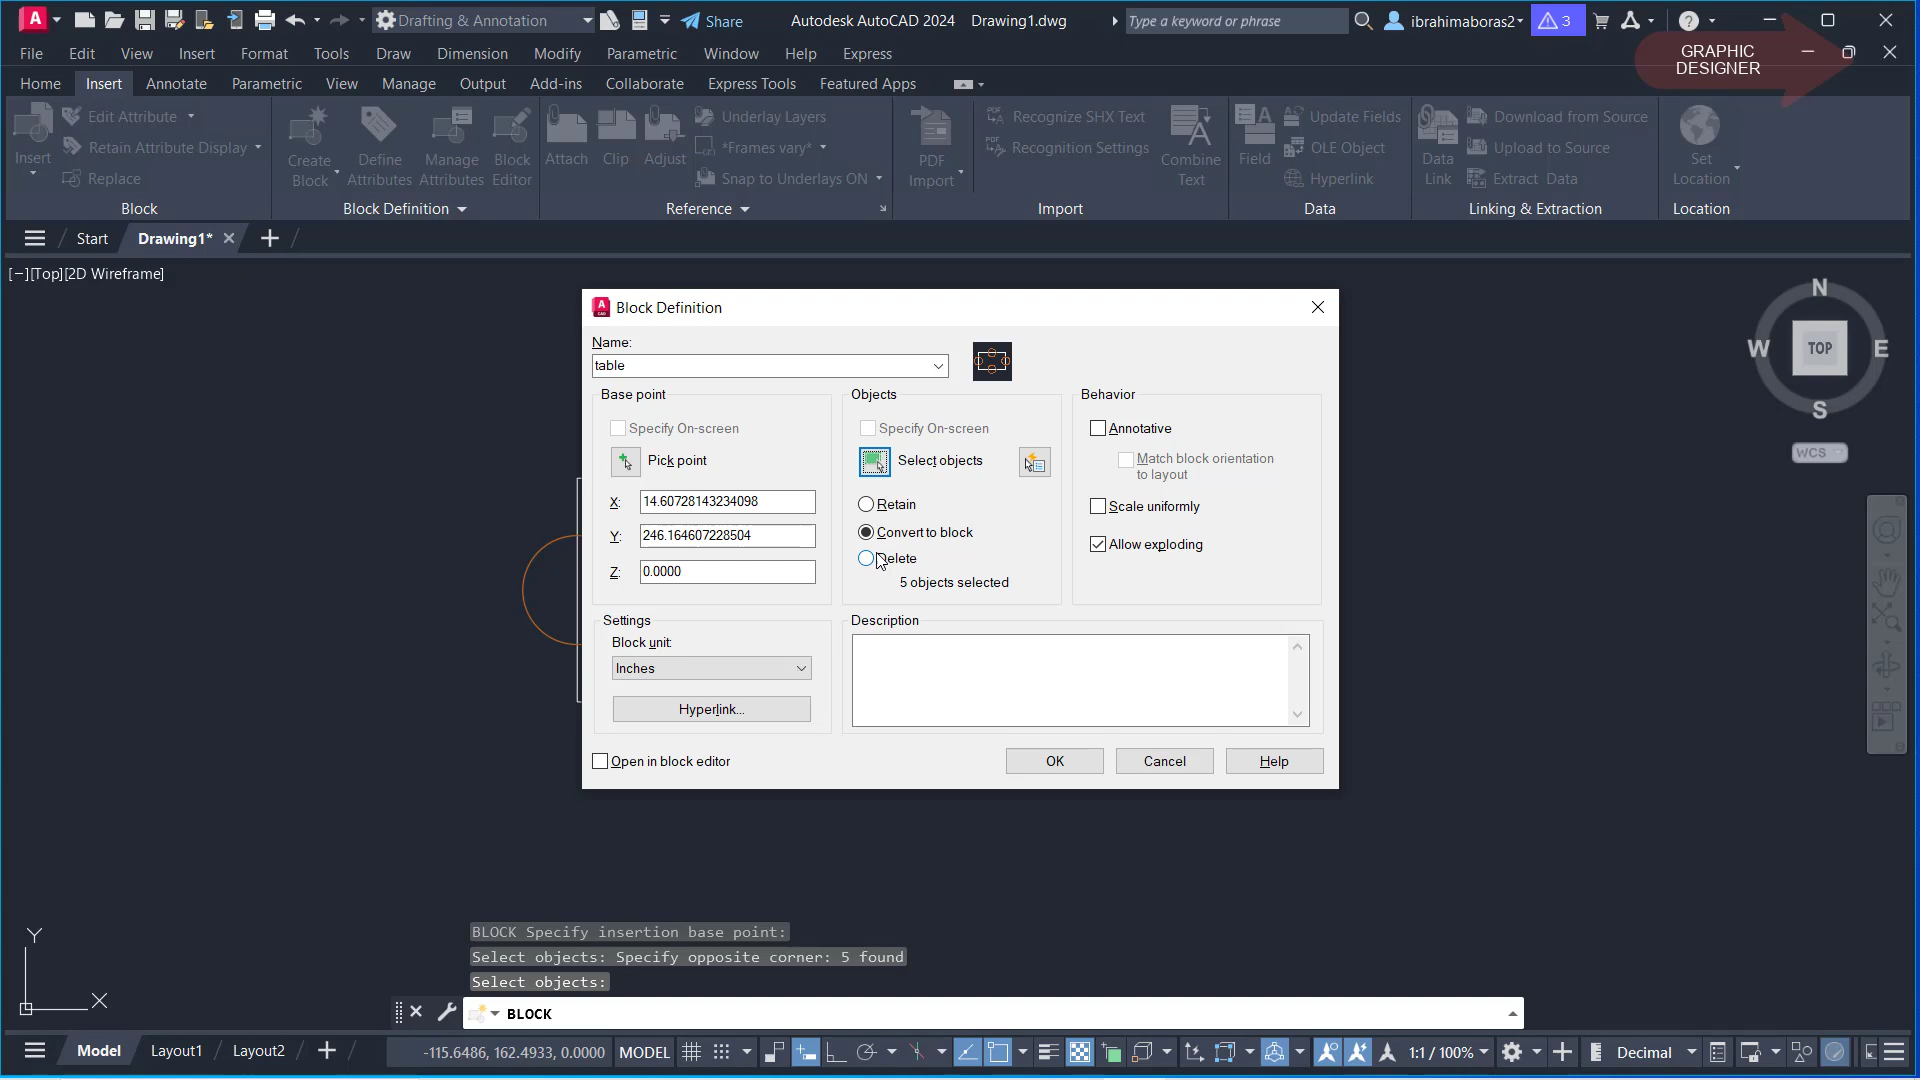 Drafting & Annotation
Share
Autodesk AutoCAD 2024 Drawing1.dwg
Type a keyword or phrase
ibrahimaboras2
3
GRAPHIC
DESIGNER
File Edit View Insert Format Tools Draw Dimension Modify Parametric Window Help Express
Home Insert Annotate Parametric View Manage Output Add-ins Collaborate Express Tools Featured Apps
Insert
Edit Attribute
Retain Attribute Display
Replace
Block
Create
Block
Define
Attributes
Manage
Attributes
Block
Editor
Block Definition
Attach
Clip
Adjust
Underlay Layers
*Frames vary*
Snap to Underlays ON
Reference
PDF
Import
Recognize SHX Text
Recognition Settings
Combine
Text
Import
Field
Update Fields
OLE Object
Hyperlink
Data
Data
Link
Download from Source
Upload to Source
Extract Data
Linking & Extraction
Set
Location
Location
Start
Drawing1*
[−][Top][2D Wireframe]
N
W
TOP
E
S
WCS
A
CAD
Block Definition
Name:
table
Base point
Specify On-screen
Pick point
X:
14.60728143234098
Y:
246.164607228504
Z:
0.0000
Objects
Specify On-screen
Select objects
Retain
Convert to block
Delete
5 objects selected
Behavior
Annotative
Match block orientation
to layout
Scale uniformly
Allow exploding
Settings
Block unit:
Inches
Hyperlink...
Description
Open in block editor
OK
Cancel
Help
Y
X
BLOCK Specify insertion base point:
Select objects: Specify opposite corner: 5 found
Select objects:
BLOCK
Model
Layout1
Layout2
-115.6486, 162.4933, 0.0000
MODEL
1:1 / 100%
Decimal